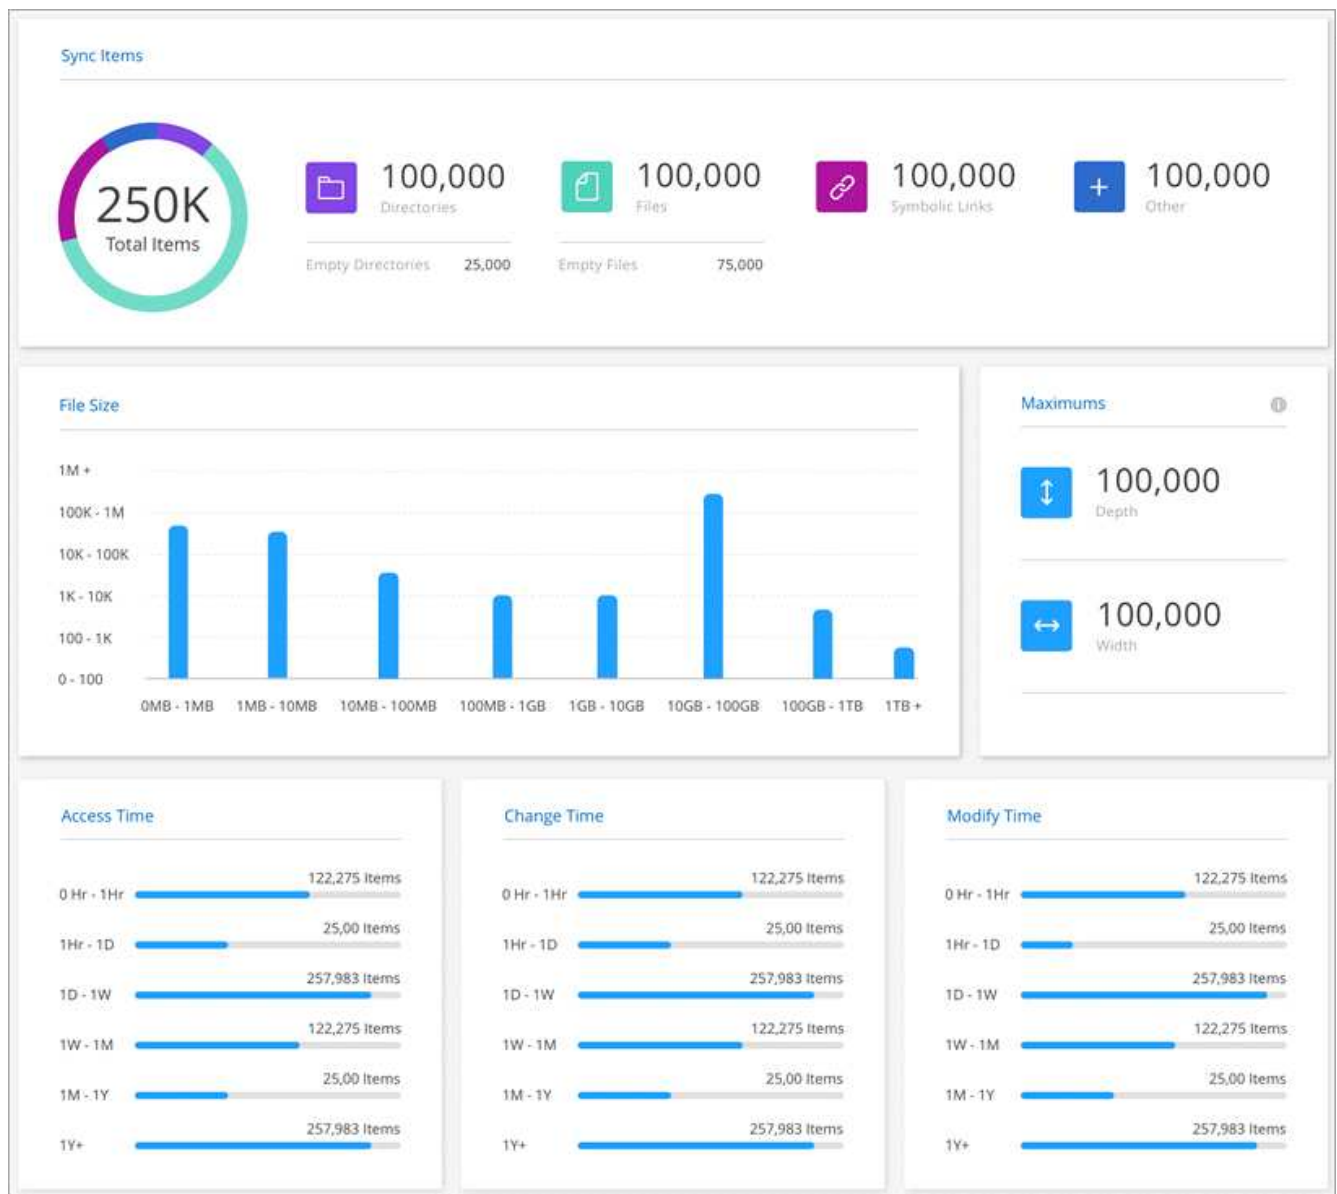 Sync Items
250K
Total Items
100,000
Directories
100,000
Files
100,000
Symbolic Links
100,000
Other
Empty Directories 25,000
Empty Files 75,000
File Size
1M +
100K - 1M
10K - 100K
1K - 10K
100 - 1K
0 - 100
0MB - 1MB 1MB - 10MB 10MB - 100MB 100MB - 1GB 1GB - 10GB 10GB - 100GB 100GB - 1TB 1TB +
Maximums
100,000
Depth
100,000
Width
Access Time
122,275 Items
0 Hr - 1Hr
25,00 Items
1Hr - 1D
257,983 Items
1D - 1W
122,275 Items
1W - 1M
25,00 Items
1M - 1Y
257,983 Items
1Y+
Change Time
122,275 Items
0 Hr - 1Hr
25,00 Items
1Hr - 1D
257,983 Items
1D - 1W
122,275 Items
1W - 1M
25,00 Items
1M - 1Y
257,983 Items
1Y+
Modify Time
122,275 Items
0 Hr - 1Hr
25,00 Items
1Hr - 1D
257,983 Items
1D - 1W
122,275 Items
1W - 1M
25,00 Items
1M - 1Y
257,983 Items
1Y+